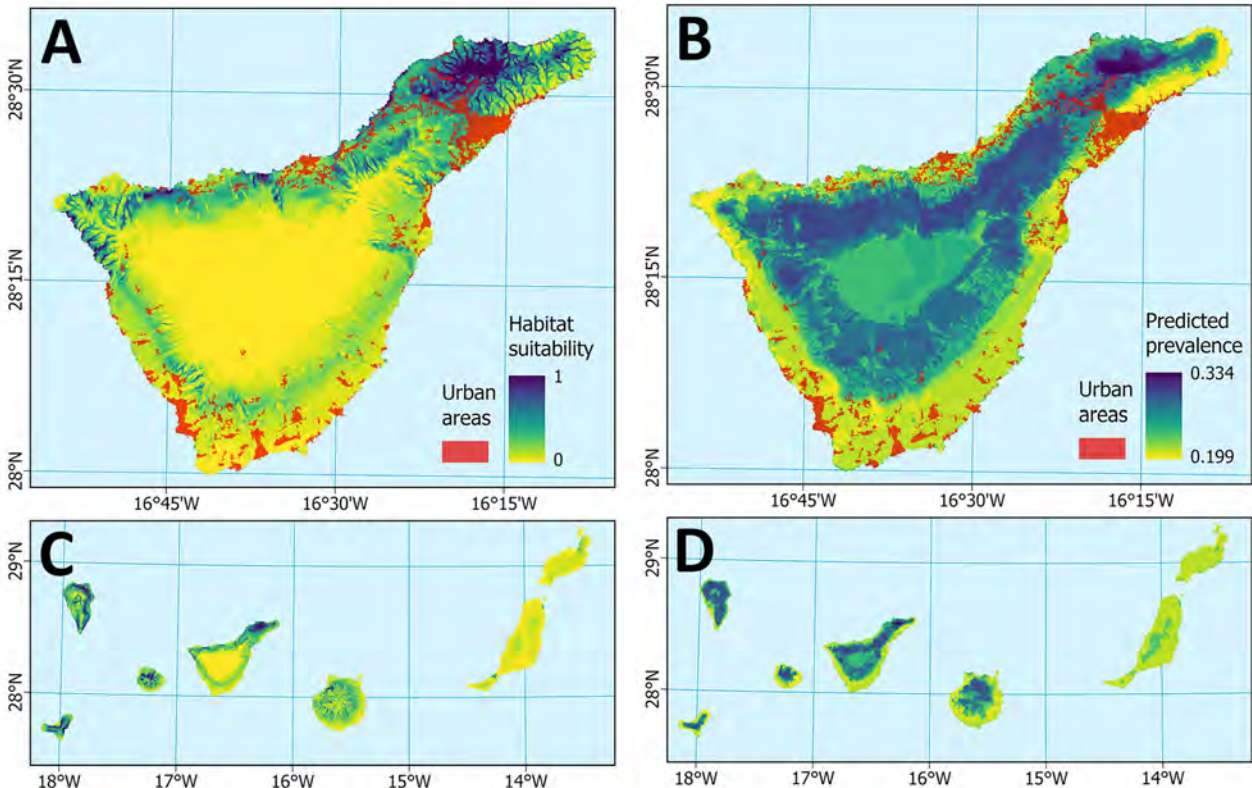 A
28°30'N
28°15'N
28°N
Habitat
suitability
1
0
Urban
areas
16°45'W
16°30'W
16°15'W
B
28°30'N
28°15'N
28°N
Predicted
prevalence
0.334
0.199
Urban
areas
16°45'W
16°30'W
16°15'W
C
29°N
28°N
18°W
17°W
16°W
15°W
14°W
D
29°N
28°N
18°W
17°W
16°W
15°W
14°W